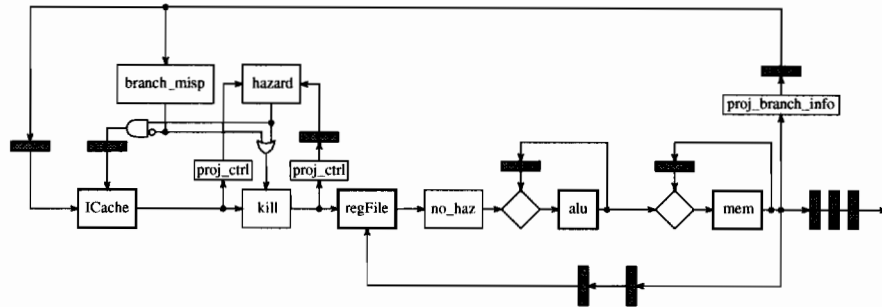 branch_misp
hazard
proj_branch_info
proj_ctrl
proj_ctrl
ICache
kill
regFile
no_haz
alu
mem